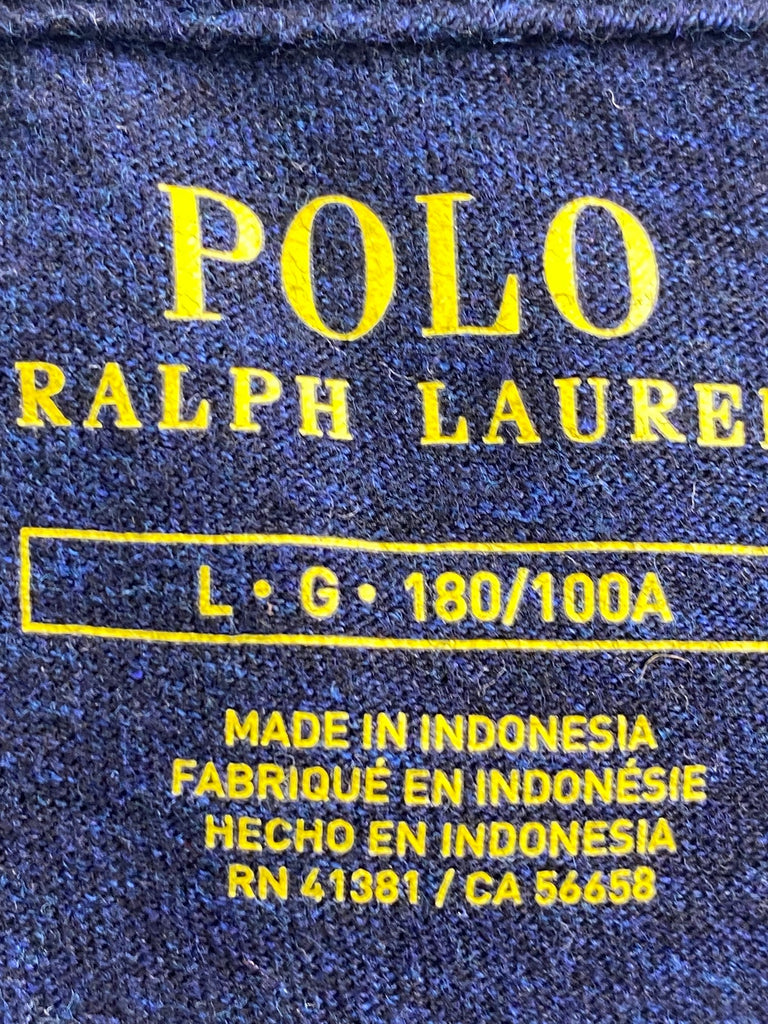 POLO
RALPH LAUREN
L • G • 180/100A
MADE IN INDONESIA
FABRIQUÉ EN INDONÉSIE
HECHO EN INDONESIA
RN 41381 / CA 56658